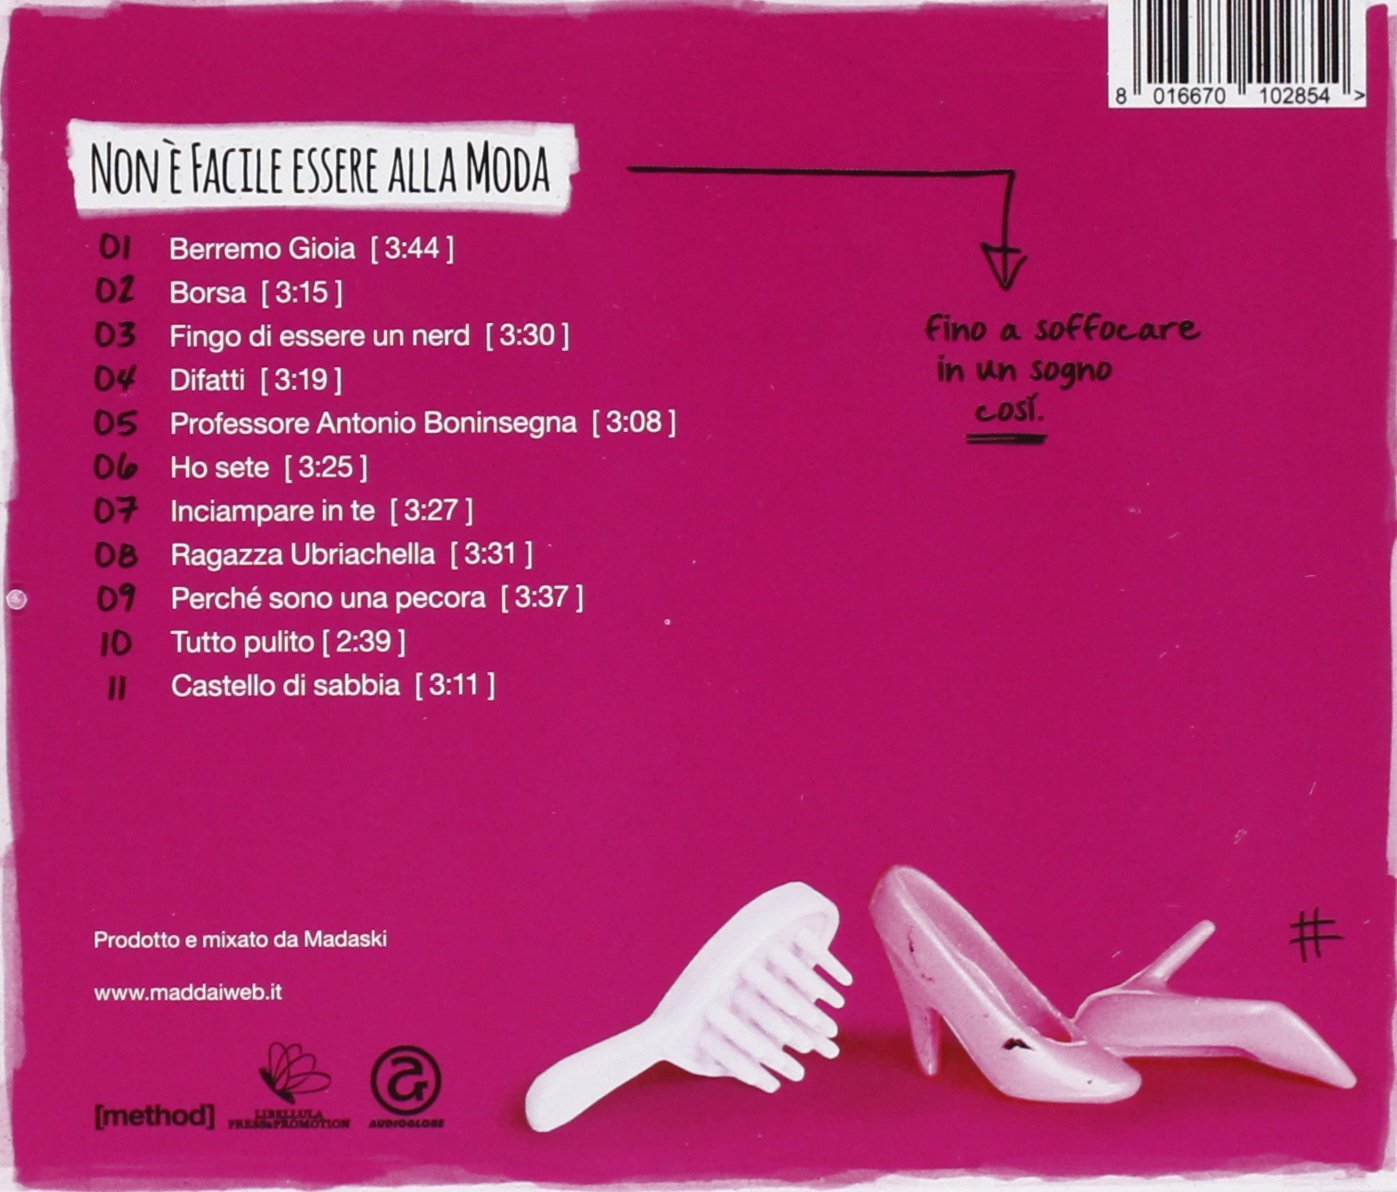 8 016670 102854 >
NON È FACILE ESSERE ALLA MODA
01 Berremo Gioia [ 3:44 ]
02 Borsa [ 3:15 ]
03 Fingo di essere un nerd [ 3:30 ]
04 Difatti [ 3:19 ]
05 Professore Antonio Boninsegna [ 3:08 ]
06 Ho sete [ 3:25 ]
07 Inciampare in te [ 3:27 ]
08 Ragazza Ubriachella [ 3:31 ]
09 Perché sono una pecora [ 3:37 ]
10 Tutto pulito [ 2:39 ]
11 Castello di sabbia [ 3:11 ]
fino a soffocare
in un sogno
così.
#
Prodotto e mixato da Madaski
www.maddaiweb.it
[method]
LIBELLULA
PRESS&PROMOTION
AUDIOGLOBE